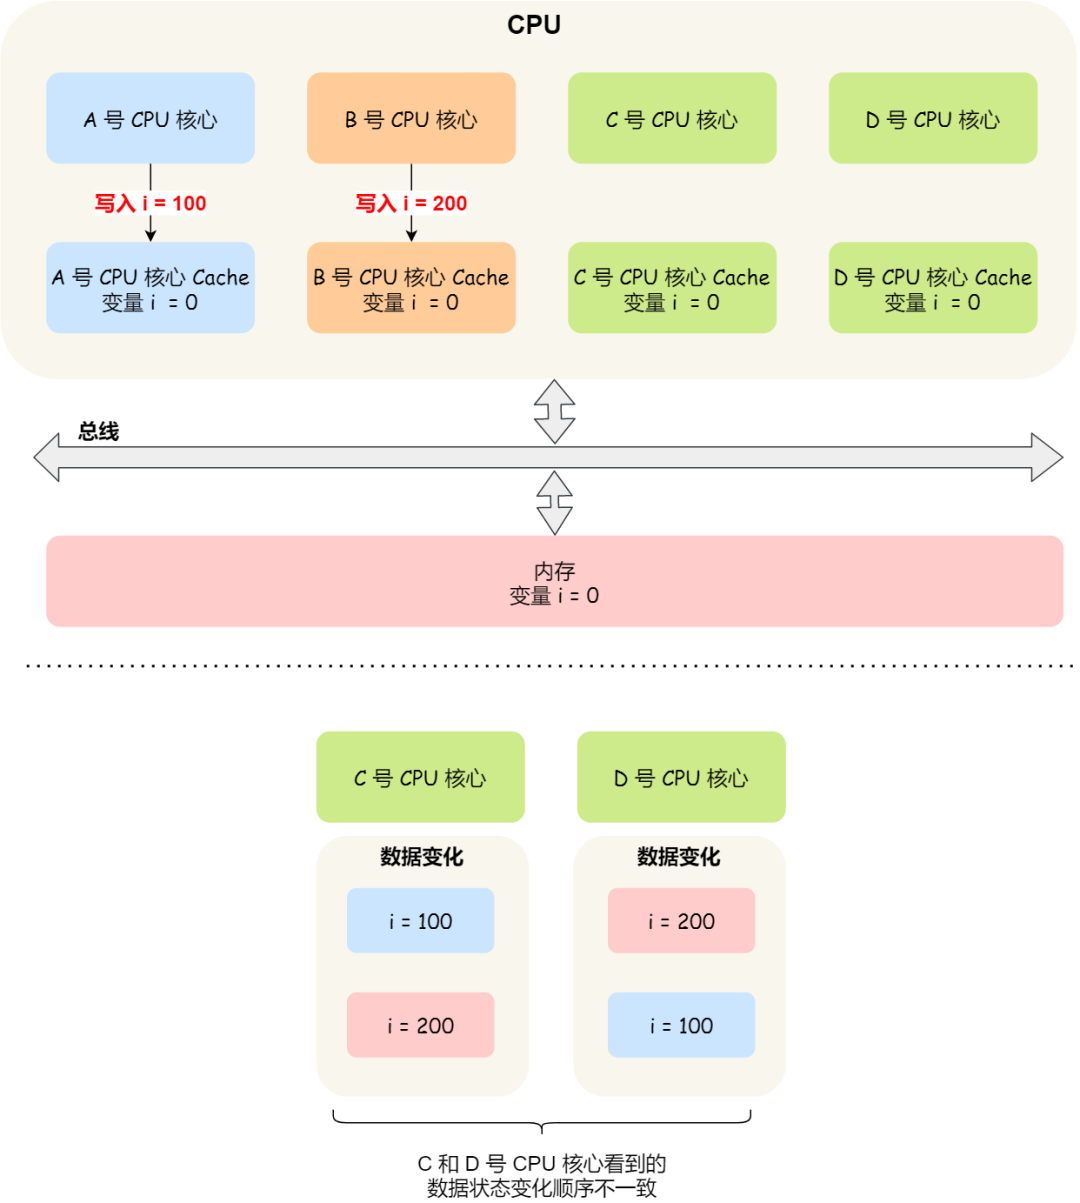 CPU
A 号 CPU 核心
B 号 CPU 核心
C 号 CPU 核心
D 号 CPU 核心
写入 i = 100
写入 i = 200
A 号 CPU 核心 Cache
变量 i = 0
B 号 CPU 核心 Cache
变量 i = 0
C 号 CPU 核心 Cache
变量 i = 0
D 号 CPU 核心 Cache
变量 i = 0
总线
内存
变量 i = 0
C 号 CPU 核心
D 号 CPU 核心
数据变化
i = 100
i = 200
数据变化
i = 200
i = 100
C 和 D 号 CPU 核心看到的
数据状态变化顺序不一致